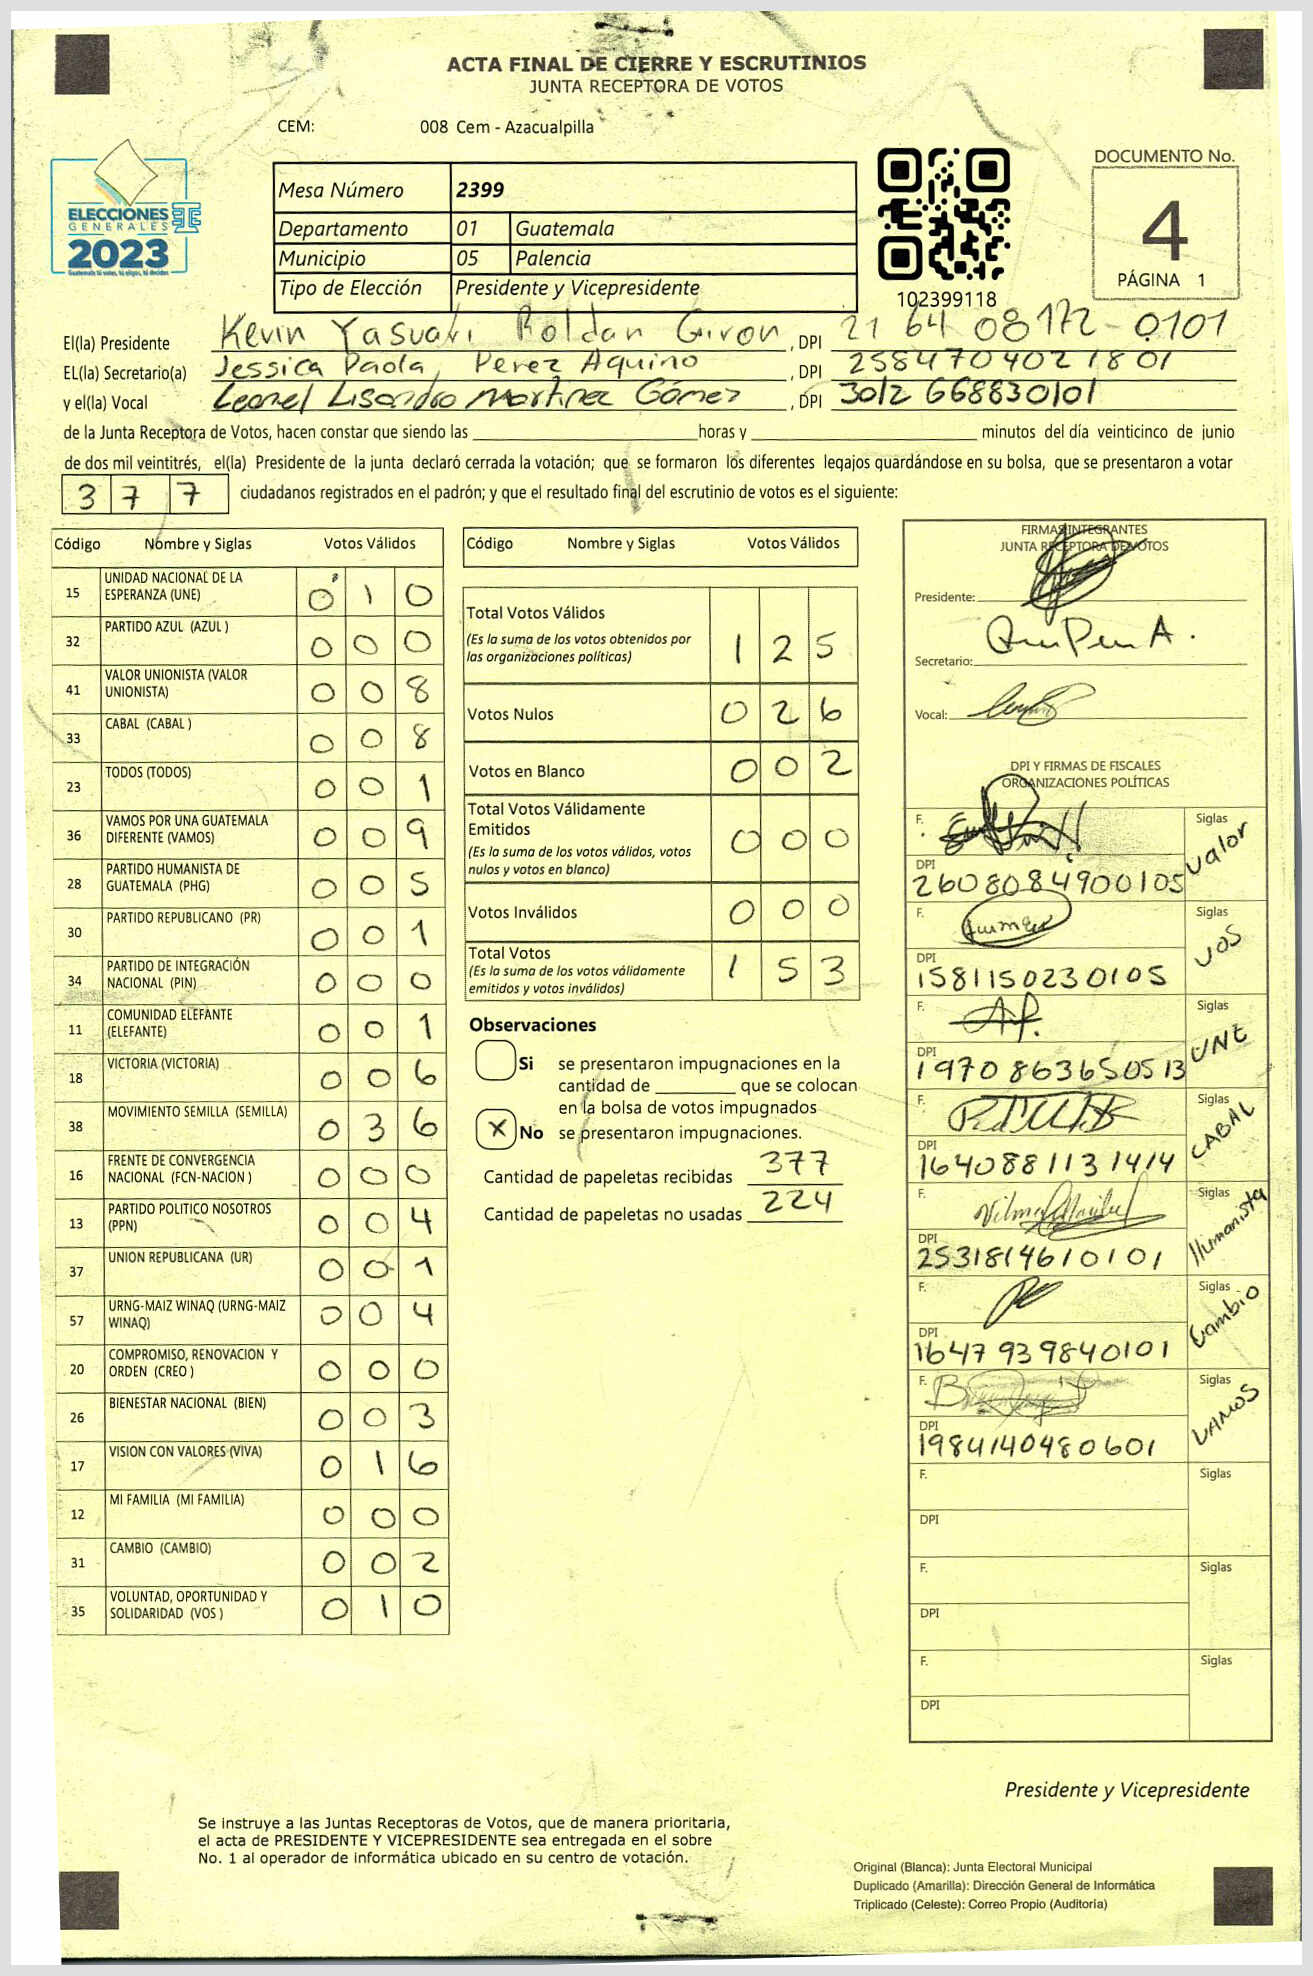 ACTA FINAL DE CIERRE Y ESCRUTINIOS
JUNTA RECEPTORA DE VOTOS
CEM: 008 Cem - Azacualpilla
ELECCIONES
GENERALES
2023
Guatemala tú votas, tú eliges, tú decides
Mesa Número 2399
Departamento 01 Guatemala
Municipio 05 Palencia
Tipo de Elección Presidente y Vicepresidente
102399118
DOCUMENTO No.
4
PÁGINA 1
El(la) Presidente Kevin Yasuari Roldan Giron, DPI 2164 08172-0101
EL(la) Secretario(a) Jessica Paola Perez Aquino, DPI 2584704021801
y el(la) Vocal Leonel Lisandro Martinez Gómez, DPI 3012 668830101
de la Junta Receptora de Votos, hacen constar que siendo las horas y minutos del día veinticinco de junio
de dos mil veintitrés, el(la) Presidente de la junta declaró cerrada la votación; que se formaron los diferentes legajos guardándose en su bolsa, que se presentaron a votar
377 ciudadanos registrados en el padrón; y que el resultado final del escrutinio de votos es el siguiente:
Código Nombre y Siglas Votos Válidos
15 UNIDAD NACIONAL DE LA ESPERANZA (UNE) 0 1 0
32 PARTIDO AZUL (AZUL ) 0 0 0
41 VALOR UNIONISTA (VALOR UNIONISTA) 0 0 8
33 CABAL (CABAL ) 0 0 8
23 TODOS (TODOS) 0 0 1
36 VAMOS POR UNA GUATEMALA DIFERENTE (VAMOS) 0 0 9
28 PARTIDO HUMANISTA DE GUATEMALA (PHG) 0 0 5
30 PARTIDO REPUBLICANO (PR) 0 0 1
34 PARTIDO DE INTEGRACIÓN NACIONAL (PIN) 0 0 0
11 COMUNIDAD ELEFANTE (ELEFANTE) 0 0 1
18 VICTORIA (VICTORIA) 0 0 6
38 MOVIMIENTO SEMILLA (SEMILLA) 0 3 6
16 FRENTE DE CONVERGENCIA NACIONAL (FCN-NACION ) 0 0 0
13 PARTIDO POLITICO NOSOTROS (PPN) 0 0 4
37 UNION REPUBLICANA (UR) 0 0 1
57 URNG-MAIZ WINAQ (URNG-MAIZ WINAQ) 0 0 4
20 COMPROMISO, RENOVACION Y ORDEN (CREO ) 0 0 0
26 BIENESTAR NACIONAL (BIEN) 0 0 3
17 VISION CON VALORES (VIVA) 0 1 6
12 MI FAMILIA (MI FAMILIA) 0 0 0
31 CAMBIO (CAMBIO) 0 0 2
35 VOLUNTAD, OPORTUNIDAD Y SOLIDARIDAD (VOS ) 0 1 0
Código Nombre y Siglas Votos Válidos
Total Votos Válidos 1 2 5
(Es la suma de los votos obtenidos por
las organizaciones políticas)
Votos Nulos 0 2 6
Votos en Blanco 0 0 2
Total Votos Válidamente
Emitidos 0 0 0
(Es la suma de los votos válidos, votos
nulos y votos en blanco)
Votos Inválidos 0 0 0
Total Votos 1 5 3
(Es la suma de los votos válidamente
emitidos y votos inválidos)
Observaciones
Si se presentaron impugnaciones en la
cantidad de que se colocan
en la bolsa de votos impugnados
X No se presentaron impugnaciones.
Cantidad de papeletas recibidas 377
Cantidad de papeletas no usadas 224
FIRMAS INTEGRANTES
JUNTA RECEPTORA DE VOTOS
Presidente:
Secretario:
Vocal:
DPI Y FIRMAS DE FISCALES
ORGANIZACIONES POLÍTICAS
F. Siglas Valor
DPI 2608084900105
F. Siglas VOS
DPI 1581150230105
F. Siglas UNE
DPI 1970863650513
F. Siglas CABAL
DPI 1640881131414
F. Siglas Humanista
DPI 2531814610101
F. Siglas Cambio
DPI 1647939840101
F. Siglas VAMOS
DPI 1984140480601
F. Siglas
DPI
F. Siglas
DPI
F. Siglas
DPI
Presidente y Vicepresidente
Se instruye a las Juntas Receptoras de Votos, que de manera prioritaria,
el acta de PRESIDENTE Y VICEPRESIDENTE sea entregada en el sobre
No. 1 al operador de informática ubicado en su centro de votación.
Original (Blanca): Junta Electoral Municipal
Duplicado (Amarilla): Dirección General de Informática
Triplicado (Celeste): Correo Propio (Auditoría)